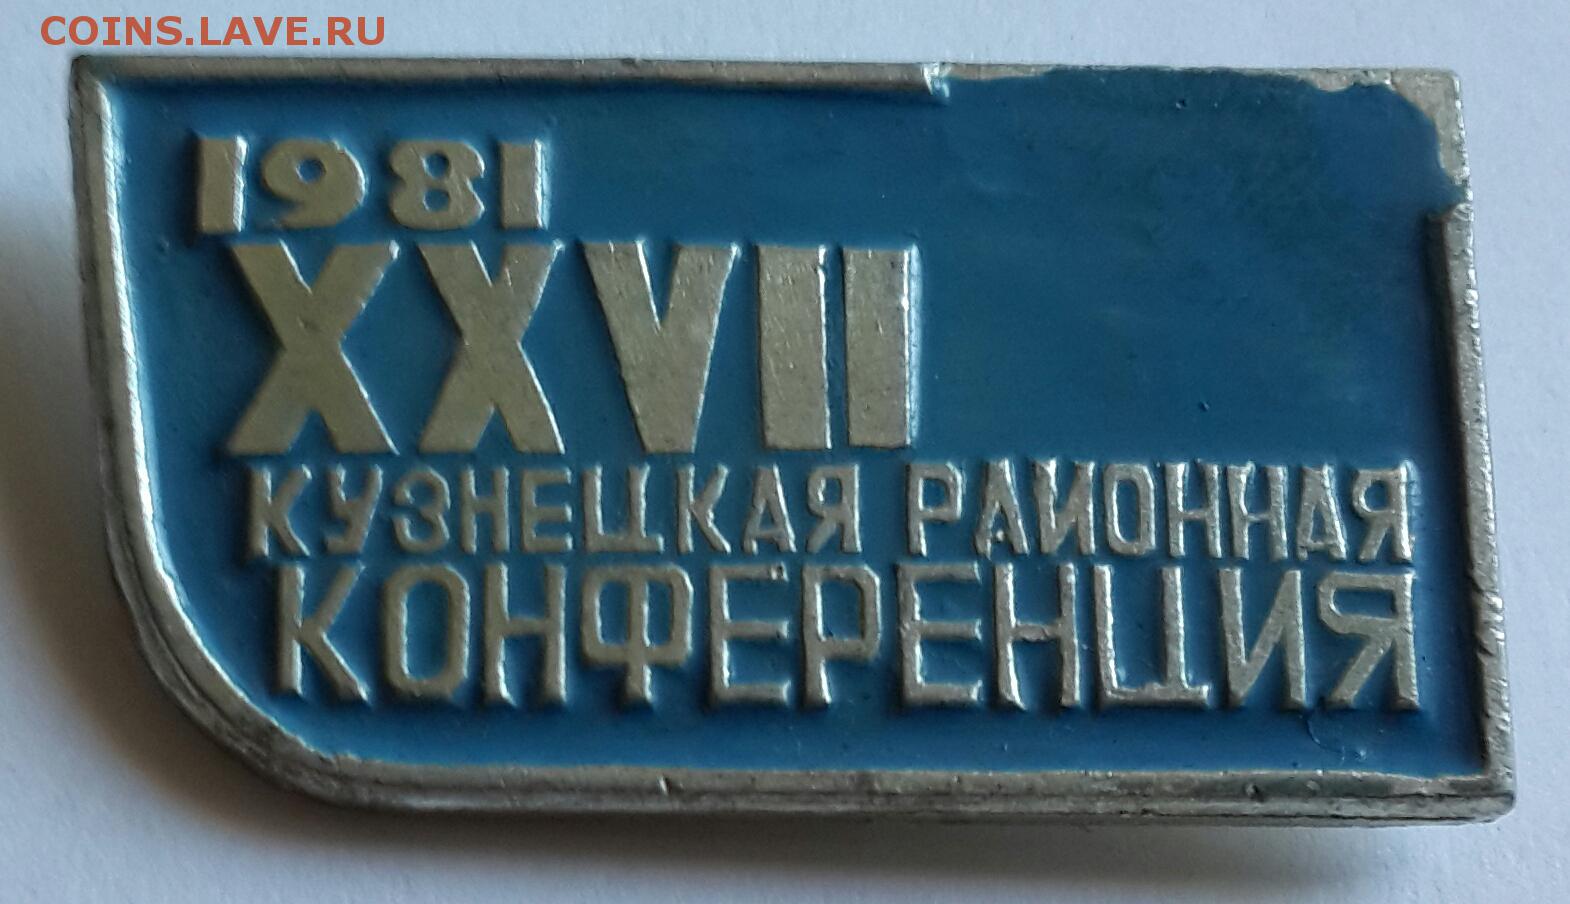 COINS.LAVE.RU
1981
XXVII
КУЗНЕЦКАЯ РАЙОННАЯ
КОНФЕРЕНЦИЯ